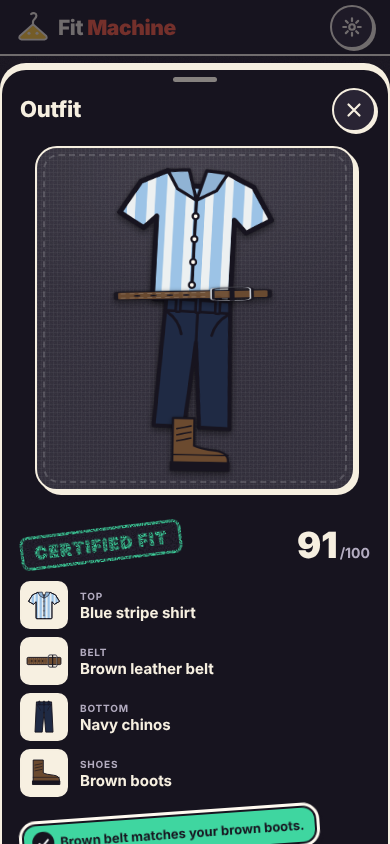 Fit Machine
Outfit
CERTIFIED FIT
91/100
TOP
Blue stripe shirt
BELT
Brown leather belt
BOTTOM
Navy chinos
SHOES
Brown boots
Brown belt matches your brown boots.